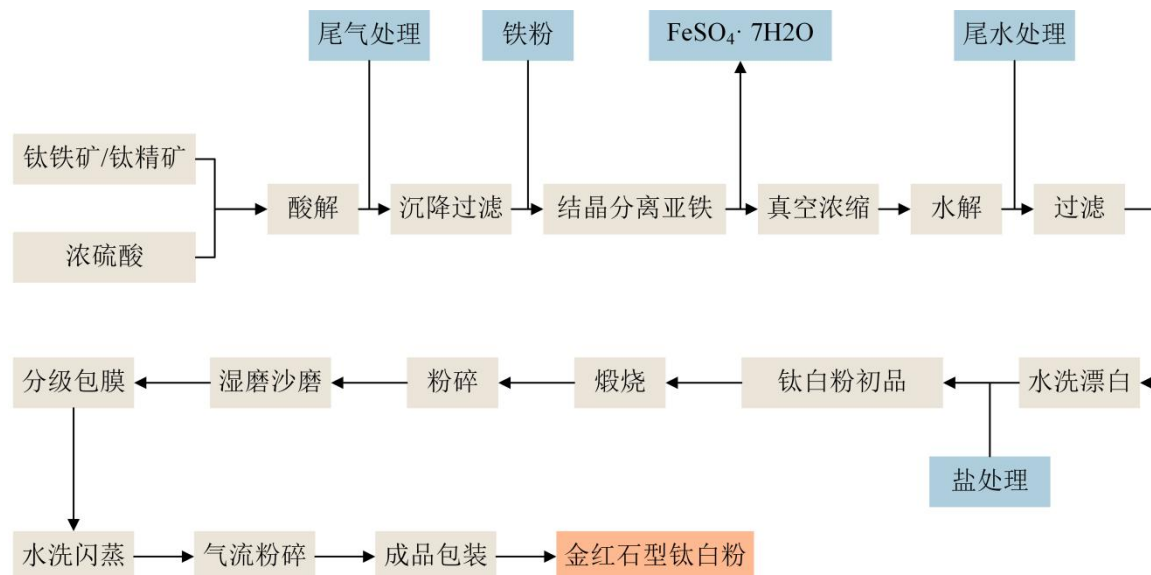 尾气处理
铁粉
FeSO₄· 7H2O
尾水处理
钛铁矿/钛精矿
浓硫酸
酸解
沉降过滤
结晶分离亚铁
真空浓缩
水解
过滤
分级包膜
湿磨沙磨
粉碎
煅烧
钛白粉初品
水洗漂白
盐处理
水洗闪蒸
气流粉碎
成品包装
金红石型钛白粉